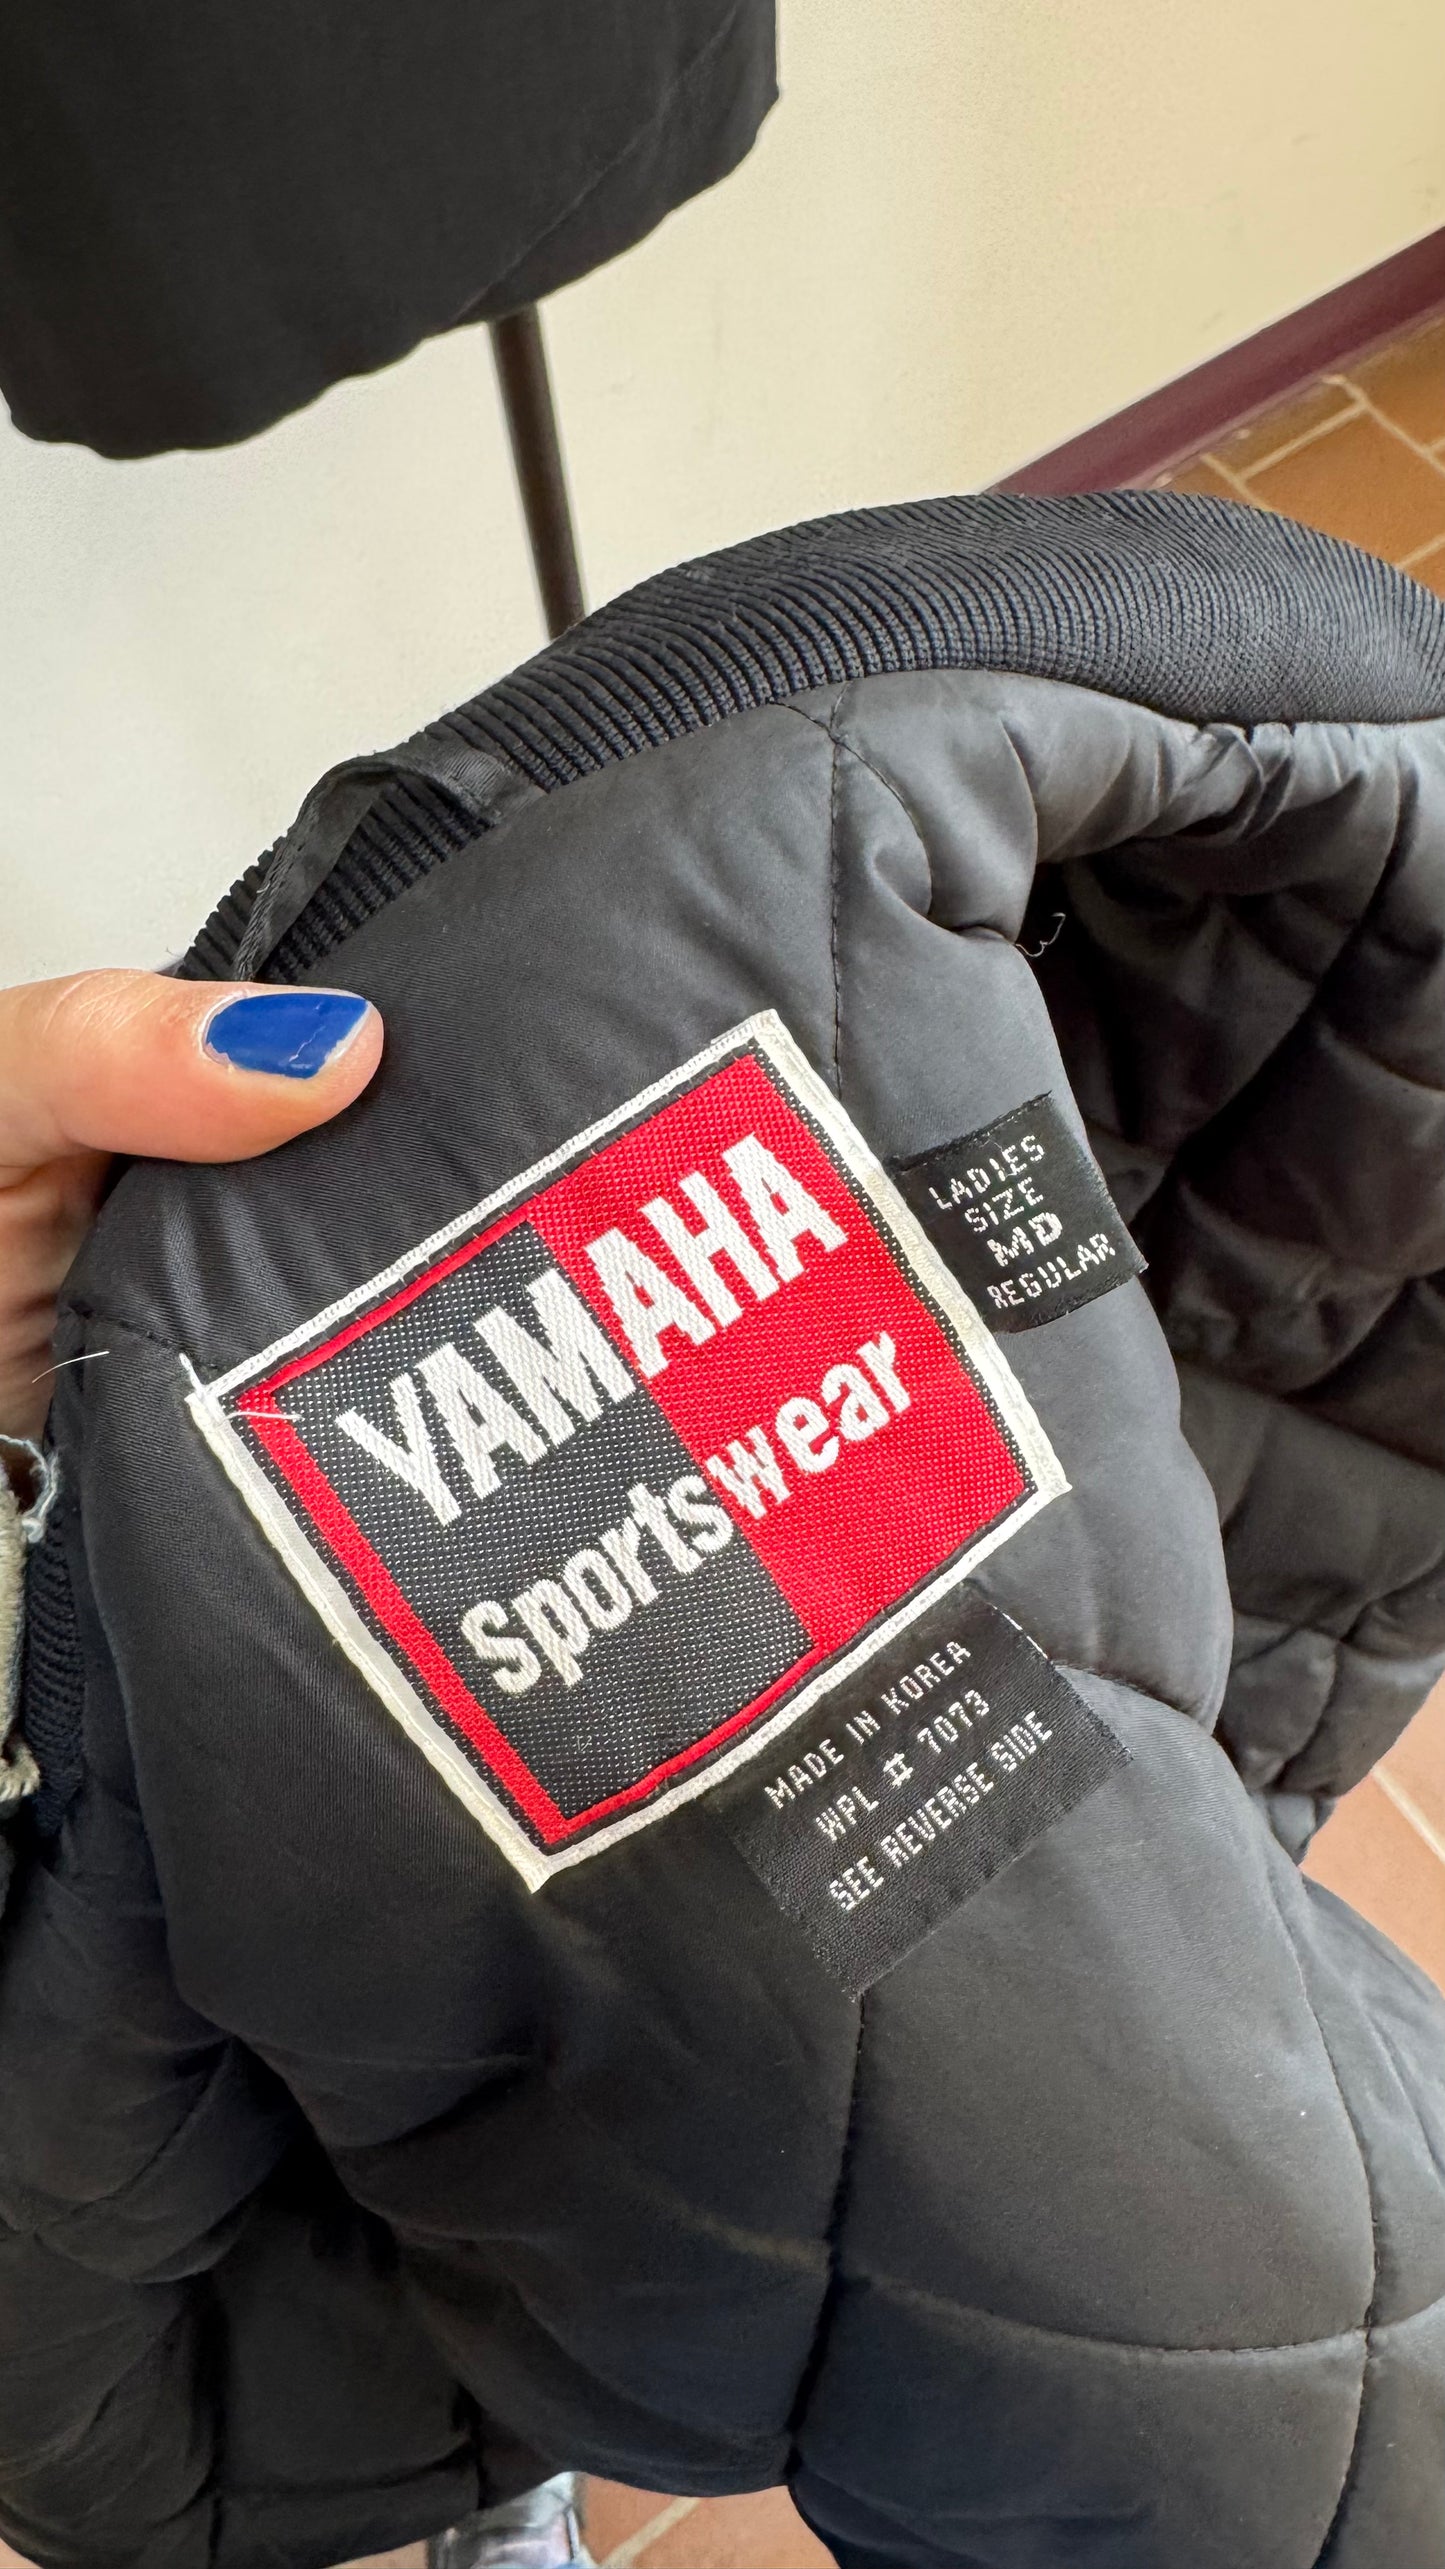 YAMAHA
Sportswear
LADIES
SIZE
MD
REGULAR
MADE IN KOREA
WPL # 7073
SEE REVERSE SIDE